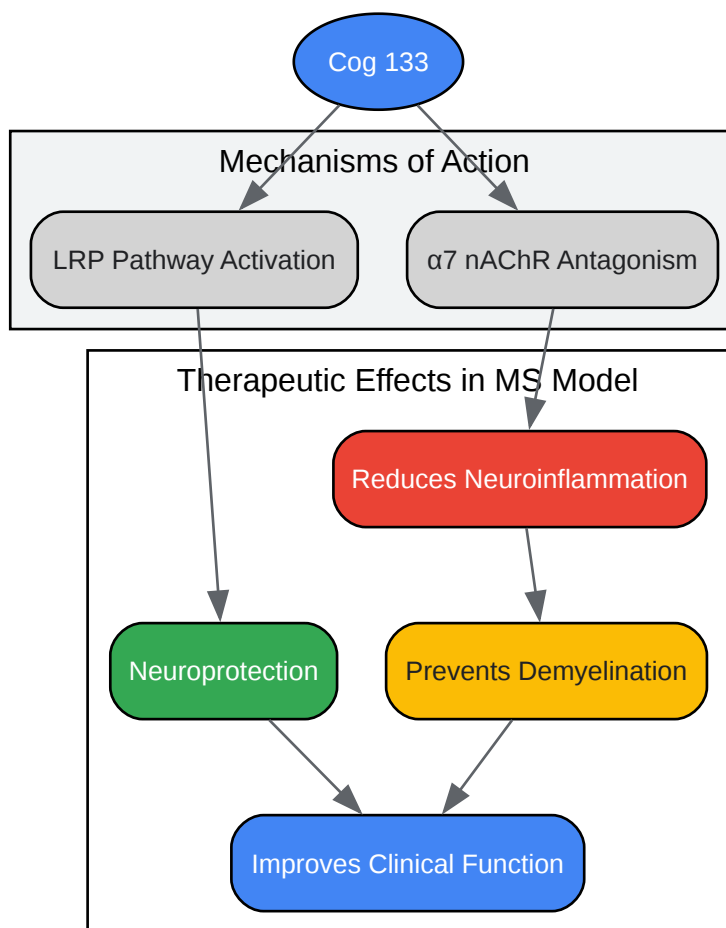 Cog 133
Mechanisms of Action
LRP Pathway Activation
α7 nAChR Antagonism
Therapeutic Effects in MS Model
Reduces Neuroinflammation
Neuroprotection
Prevents Demyelination
Improves Clinical Function